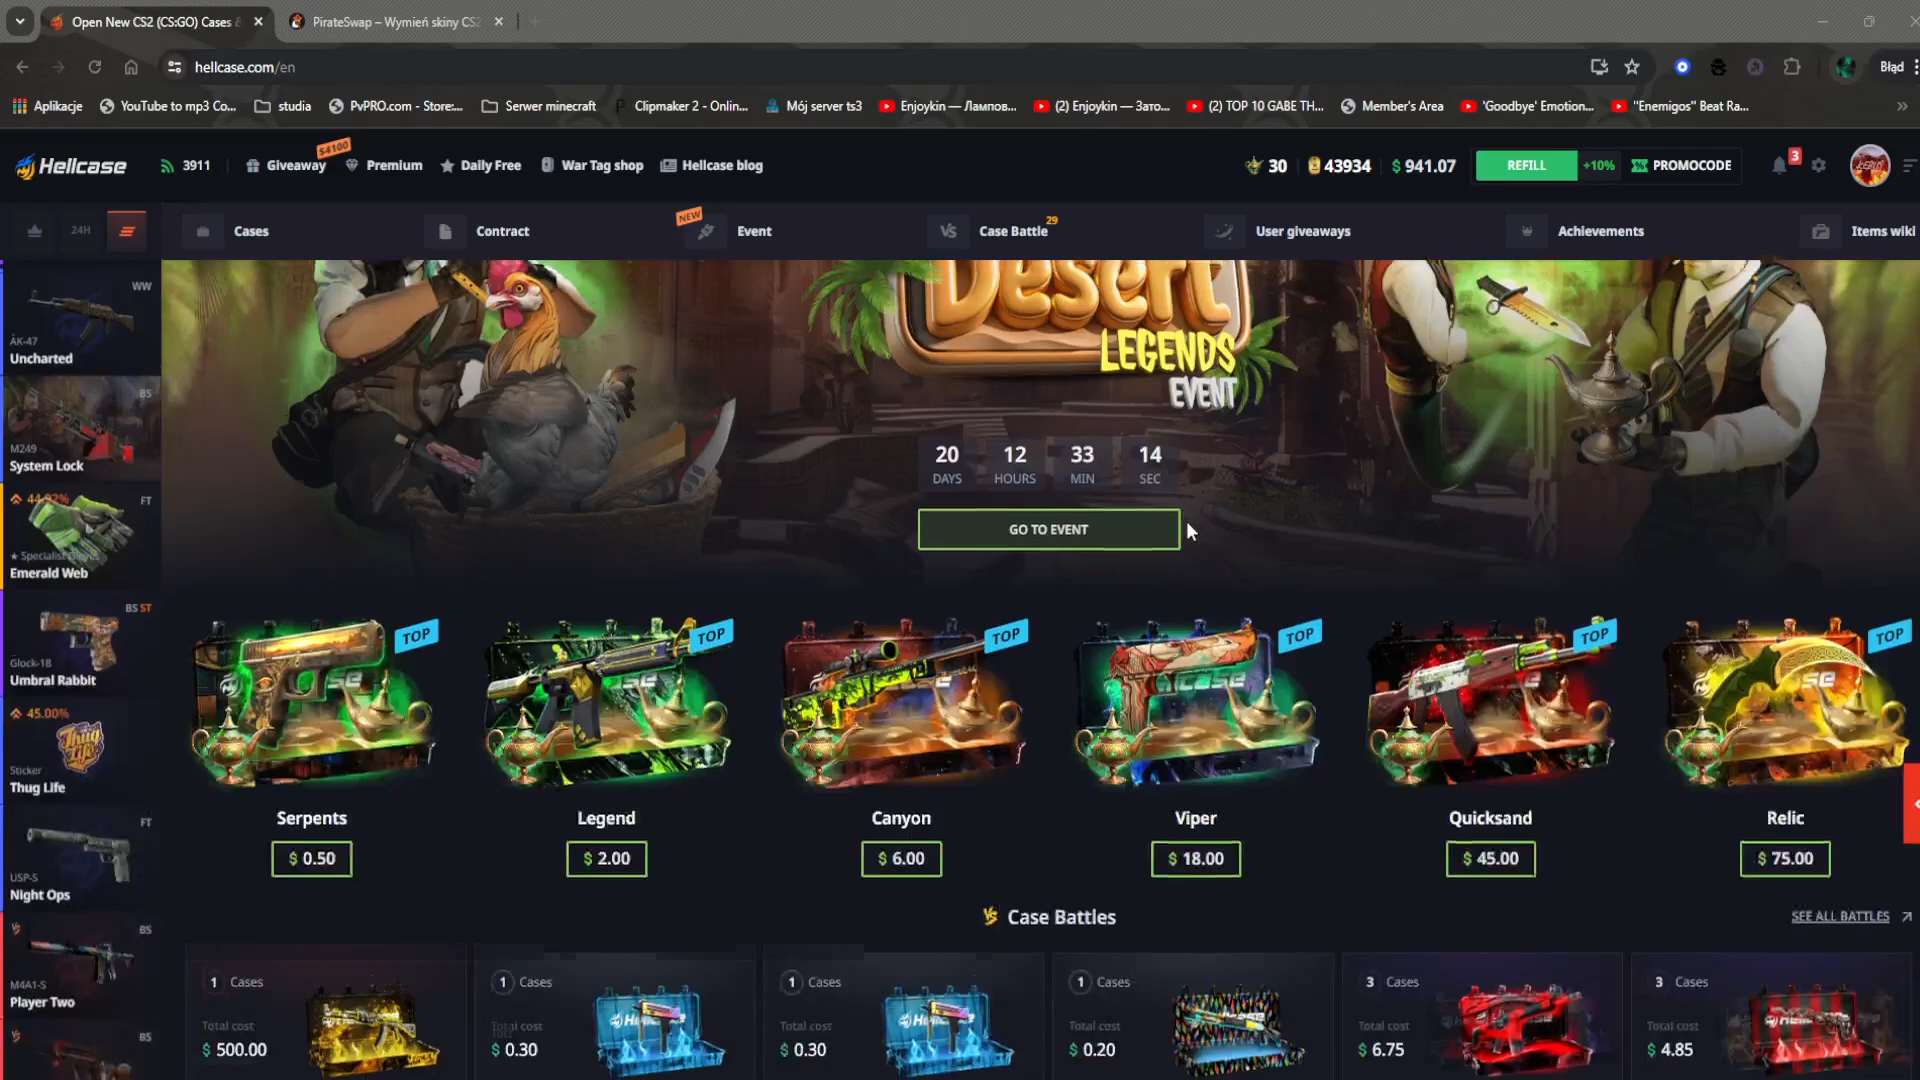 Open New CS2 (CS:GO) Cases &
PirateSwap – Wymień skiny CS2
hellcase.com/en
Błąd
Aplikacje
YouTube to mp3 Co...
studia
PvPRO.com - Store:...
Serwer minecraft
Clipmaker 2 - Onlin...
Mój server ts3
Enjoykin — Лампов...
(2) Enjoykin — Зато...
(2) TOP 10 GABE TH...
Member's Area
'Goodbye' Emotion...
"Enemigos" Beat Ra...
Hellcase
3911
Giveaway
$4100
Premium
Daily Free
War Tag shop
Hellcase blog
30
43934
$ 941.07
REFILL
+10%
PROMOCODE
3
24H
Cases
Contract
NEW
Event
VS
Case Battle
29
User giveaways
Achievements
Items wiki
WW
AK-47
Uncharted
BS
M249
System Lock
FT
★ Specialist
Emerald Web
BS ST
Glock-18
Umbral Rabbit
45.00%
Thug Life
Sticker
Thug Life
FT
USP-S
Night Ops
VS
BS
M4A1-S
Player Two
BS
Desert
LEGENDS
EVENT
20 12 33 14
DAYS HOURS MIN SEC
GO TO EVENT
TOP
TOP
TOP
TOP
TOP
TOP
Serpents
$ 0.50
Legend
$ 2.00
Canyon
$ 6.00
Viper
$ 18.00
Quicksand
$ 45.00
Relic
$ 75.00
VS Case Battles
SEE ALL BATTLES
1 Cases
Total cost
$ 500.00
1 Cases
Total cost
$ 0.30
1 Cases
Total cost
$ 0.30
1 Cases
Total cost
$ 0.20
3 Cases
Total cost
$ 6.75
3 Cases
Total cost
$ 4.85